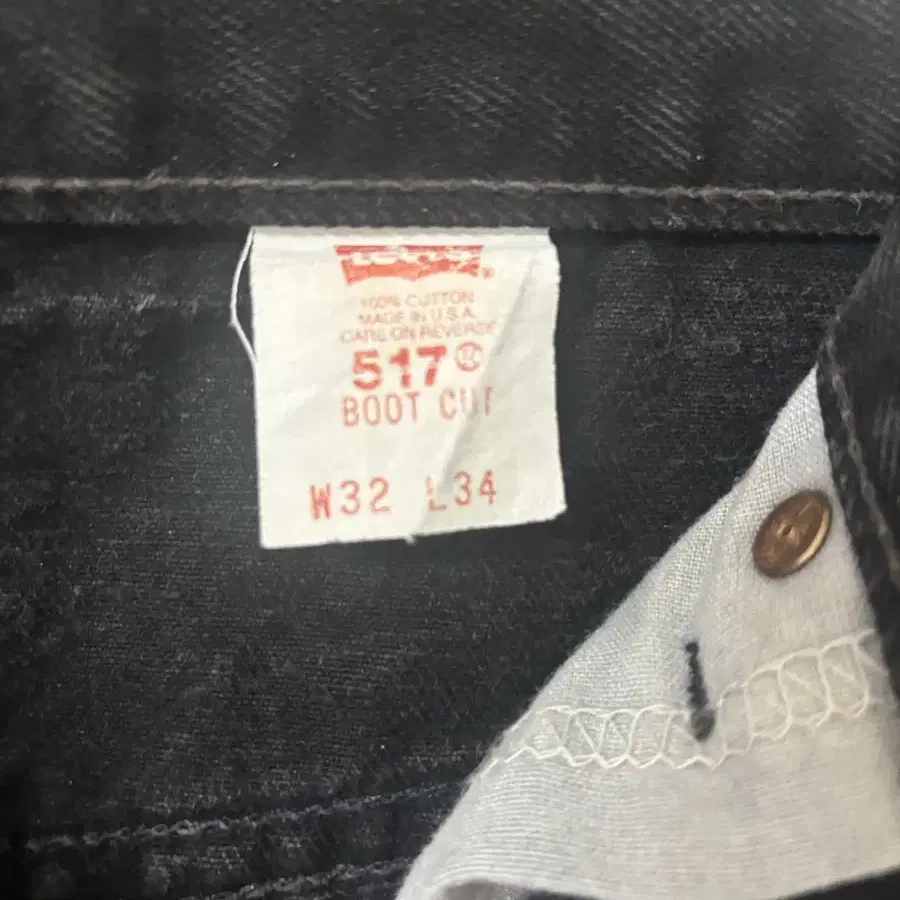 Levi's ®
100% COTTON
MADE IN U.S.A.
CARE ON REVERSE
517
BOOT CUT
W32 L34